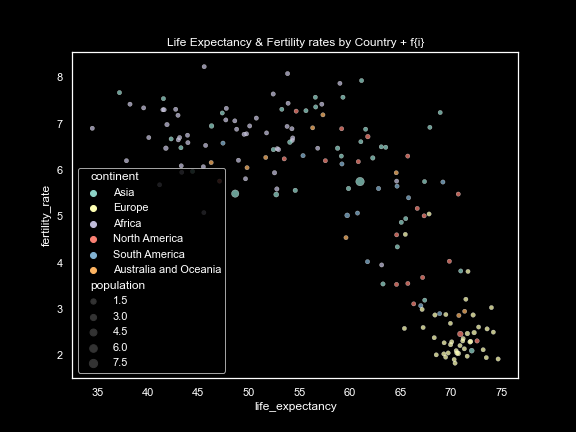 Life Expectancy & Fertility rates by Country + f{i}
8
7
6
5
4
3
2
fertility_rate
continent
Asia
Europe
Africa
North America
South America
Australia and Oceania
population
1.5
3.0
4.5
6.0
7.5
35 40 45 50 55 60 65 70 75
life_expectancy